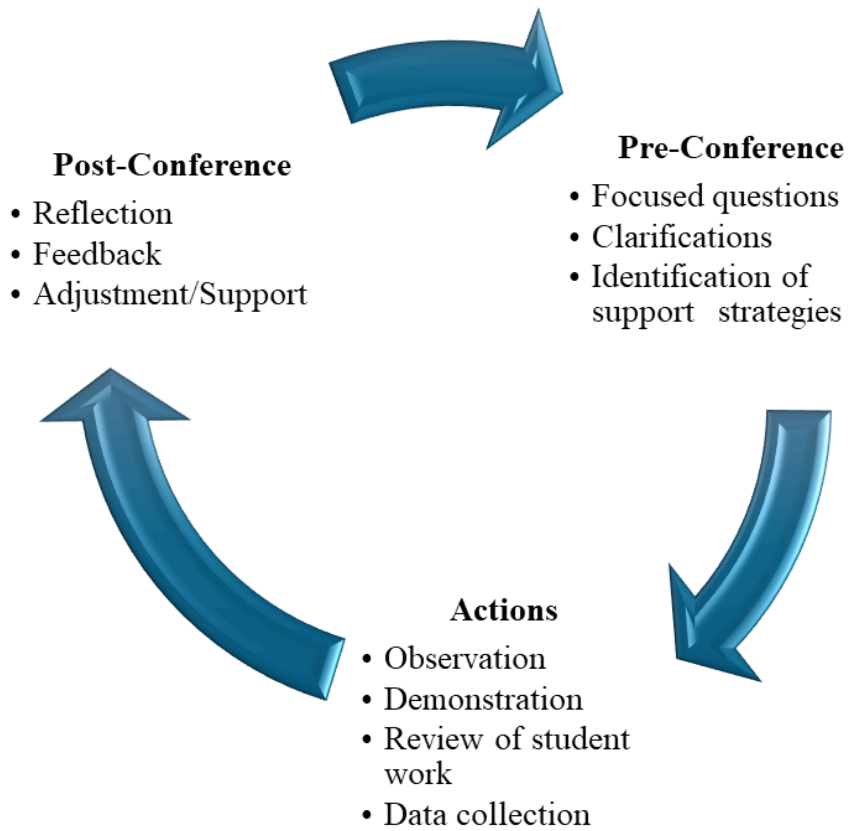 Post-Conference
• Reflection
• Feedback
• Adjustment/Support
Pre-Conference
• Focused questions
• Clarifications
• Identification of
support strategies
Actions
• Observation
• Demonstration
• Review of student
work
• Data collection